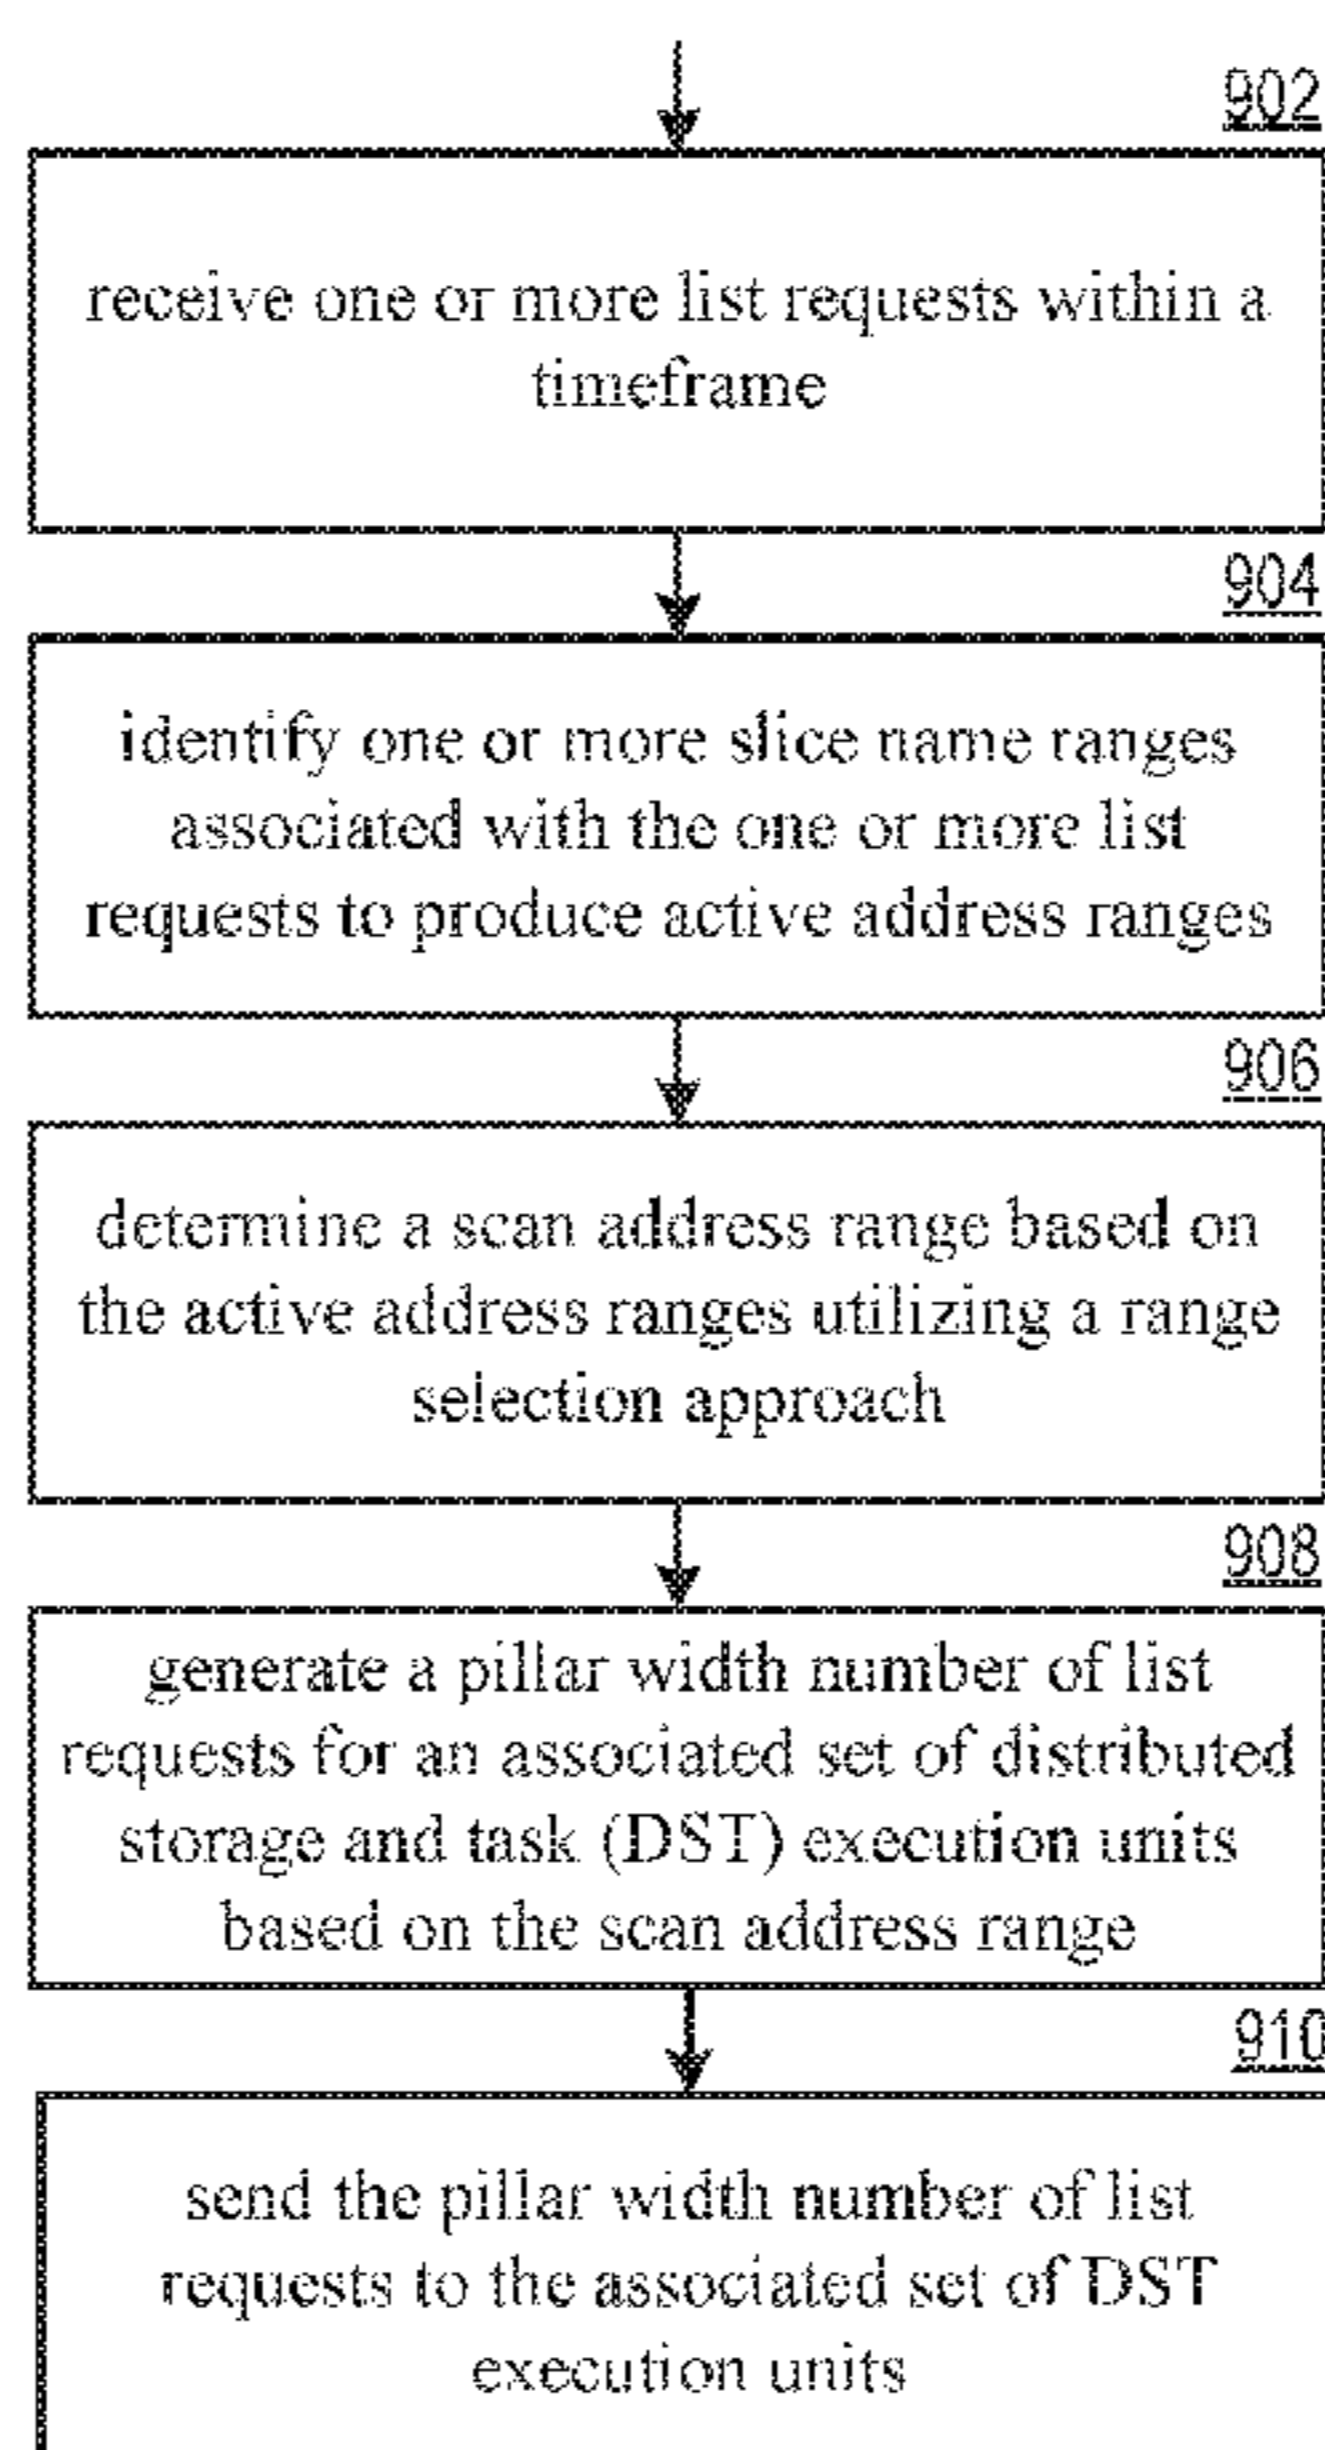 902
receive one or more list requests within a
timeframe
904
identify one or more slice name ranges
associated with the one or more list
requests to produce active address ranges
906
determine a scan address range based on
the active address ranges utilizing a range
selection approach
908
generate a pillar width number of list
requests for an associated set of distributed
storage and task (DST) execution units
based on the scan address range
910
send the pillar width number of list
requests to the associated set of DST
execution units